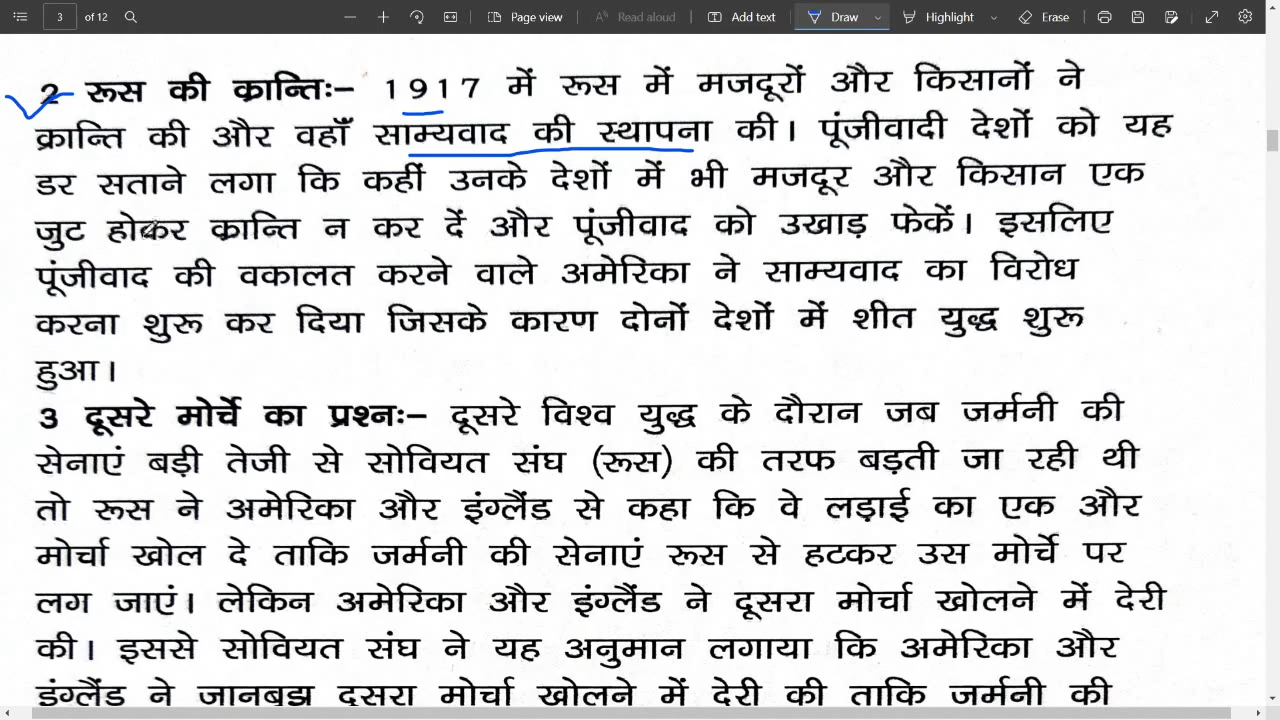 3 of 12 Page view Read aloud Add text Draw Highlight Erase
2 रूस की क्रान्तिः– 1917 में रूस में मजदूरों और किसानों ने
क्रान्ति की और वहाँ साम्यवाद की स्थापना की। पूंजीवादी देशों को यह
डर सताने लगा कि कहीं उनके देशों में भी मजदूर और किसान एक
जुट होकर क्रान्ति न कर दें और पूंजीवाद को उखाड़ फेकें। इसलिए
पूंजीवाद की वकालत करने वाले अमेरिका ने साम्यवाद का विरोध
करना शुरू कर दिया जिसके कारण दोनों देशों में शीत युद्ध शुरू
हुआ।
3 दूसरे मोर्चे का प्रश्नः– दूसरे विश्व युद्ध के दौरान जब जर्मनी की
सेनाएं बड़ी तेजी से सोवियत संघ (रूस) की तरफ बड़ती जा रही थी
तो रूस ने अमेरिका और इंग्लैंड से कहा कि वे लड़ाई का एक और
मोर्चा खोल दे ताकि जर्मनी की सेनाएं रूस से हटकर उस मोर्चे पर
लग जाएं। लेकिन अमेरिका और इंग्लैंड ने दूसरा मोर्चा खोलने में देरी
की। इससे सोवियत संघ ने यह अनुमान लगाया कि अमेरिका और
इंग्लैंड ने जानबूझ दूसरा मोर्चा खोलने में देरी की ताकि जर्मनी की